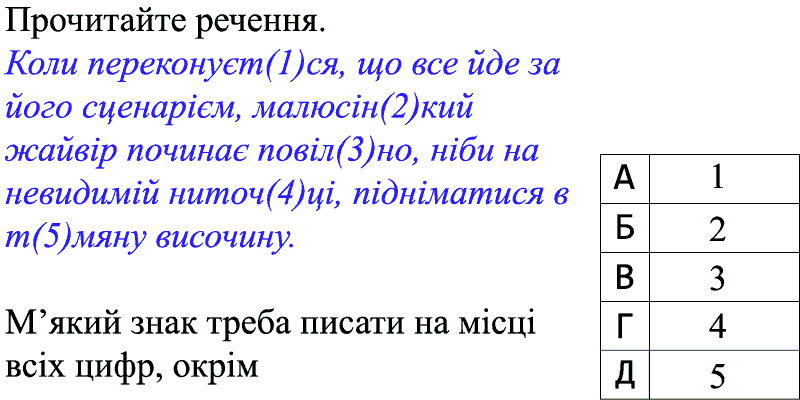 Прочитайте речення.
Коли переконуєт(1)ся, що все йде за
його сценарієм, малюсін(2)кий
жайвір починає повіл(3)но, ніби на
невидимій ниточ(4)ці, підніматися в
т(5)мяну височину.
М’який знак треба писати на місці
всіх цифр, окрім
А 1
Б 2
В 3
Г 4
Д 5